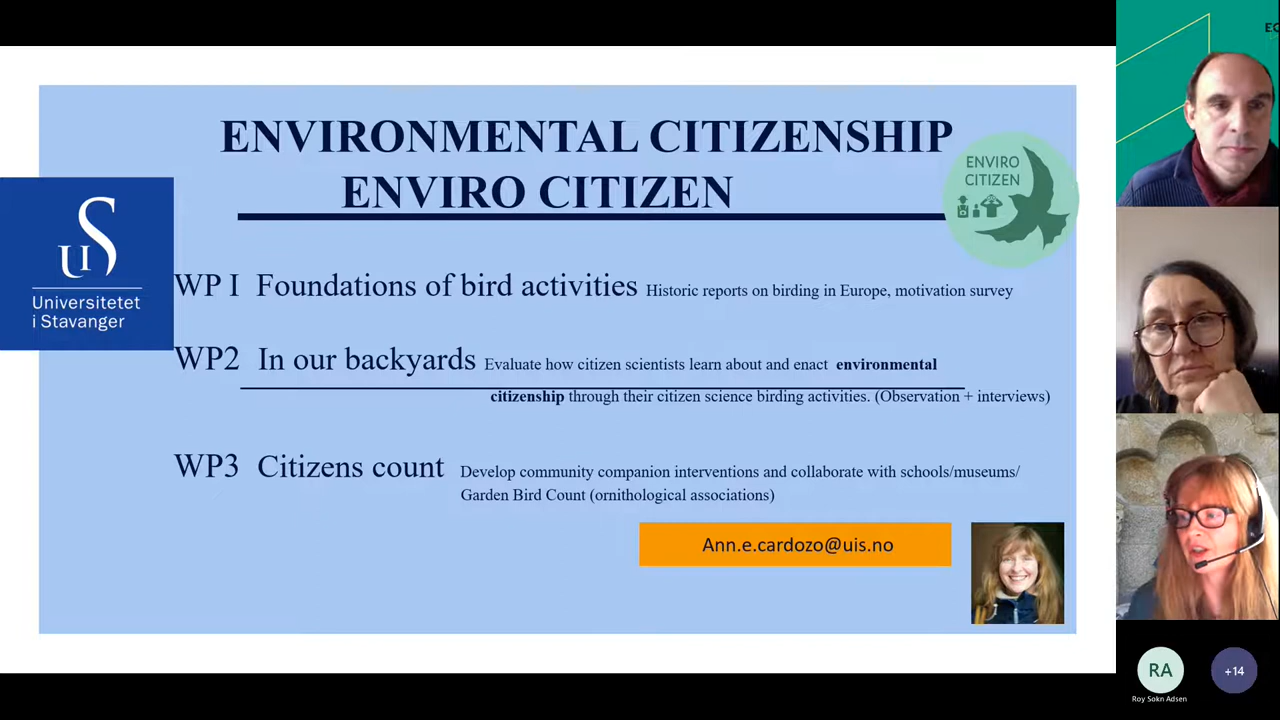 ENVIRONMENTAL CITIZENSHIP
ENVIRO CITIZEN
ENVIRO
CITIZEN
uis
Universitetet
i Stavanger
WP I Foundations of bird activities Historic reports on birding in Europe, motivation survey
WP2 In our backyards Evaluate how citizen scientists learn about and enact environmental
citizenship through their citizen science birding activities. (Observation + interviews)
WP3 Citizens count Develop community companion interventions and collaborate with schools/museums/
Garden Bird Count (ornithological associations)
Ann.e.cardozo@uis.no
RA
+14
Roy Sokn Adsen